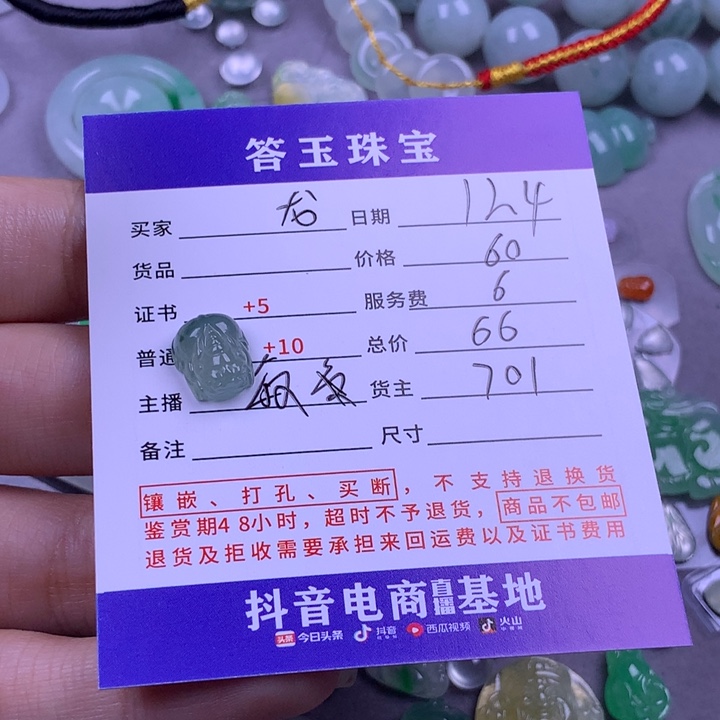 答玉珠宝
买家 龙 日期 124
货品 价格 60
证书 +5 服务费 6
普通 +10 总价 66
主播 货主 701
备注 尺寸
镶嵌、打孔、买断，不支持退换货
鉴赏期48小时，超时不予退货，商品不包邮
退货及拒收需要承担来回运费以及证书费用
抖音电商直播基地
头条 今日头条 抖音 西瓜视频 火山